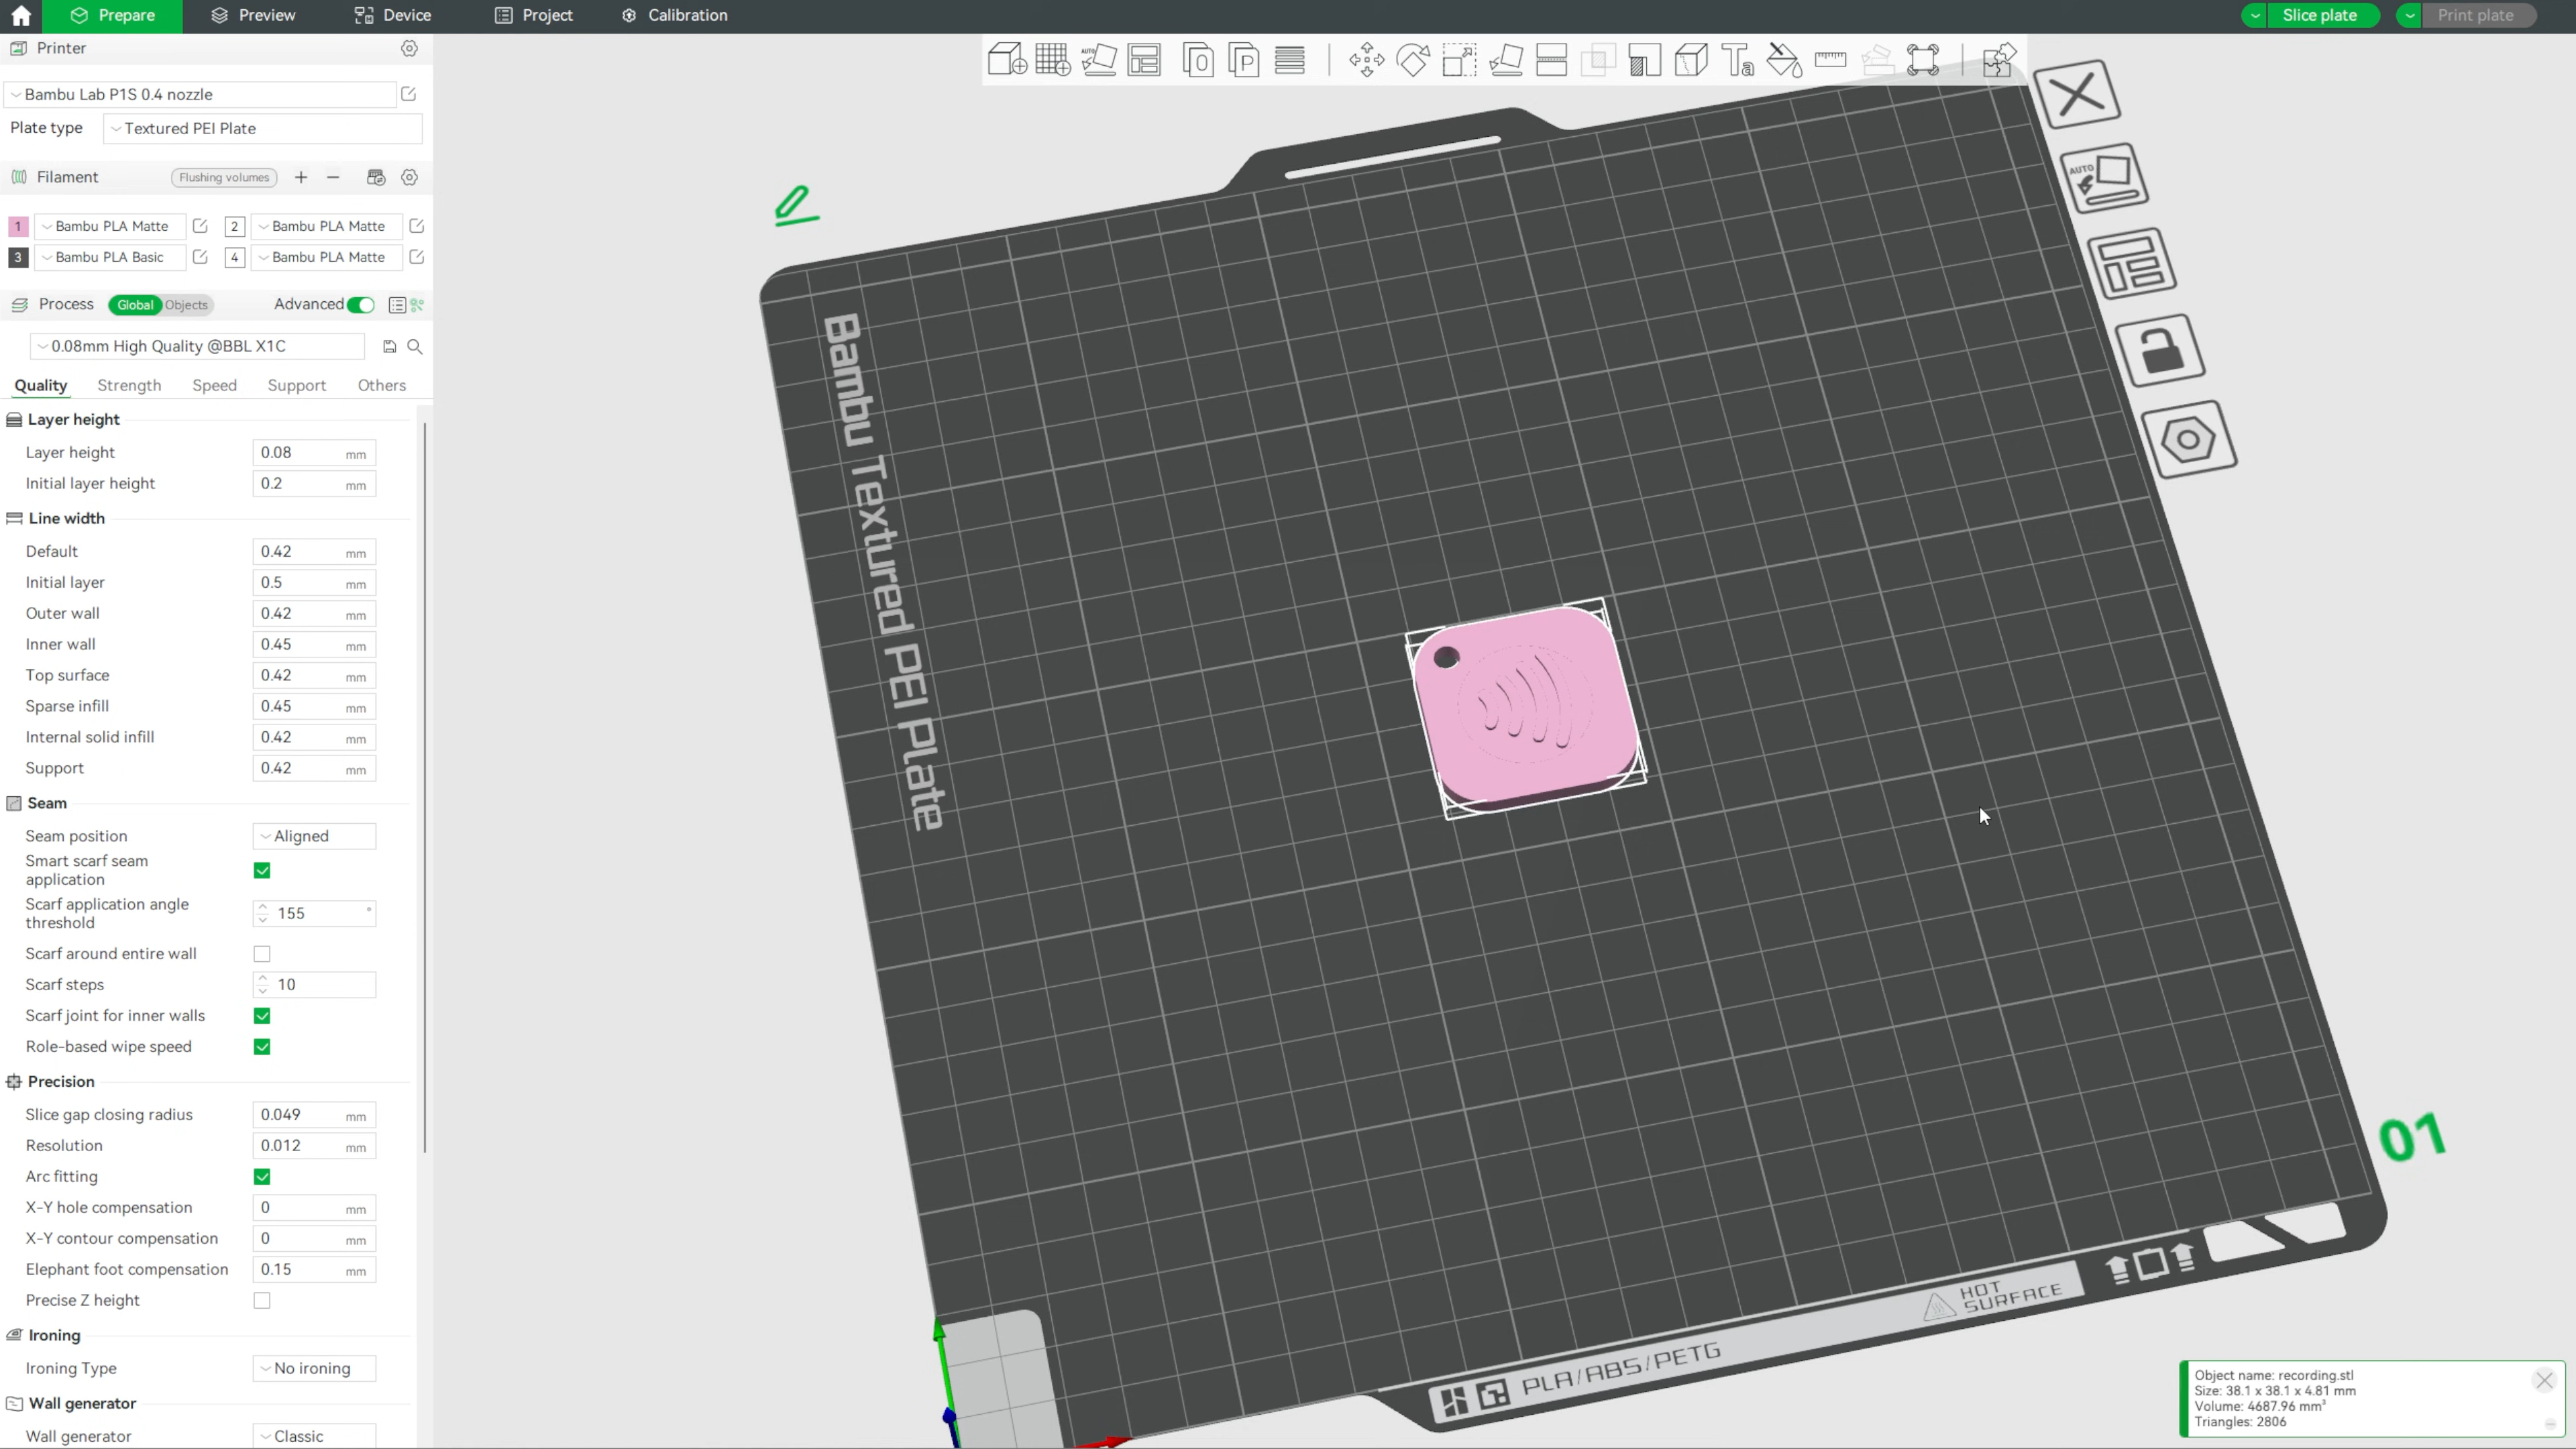 Prepare
Preview
Device
Project
Calibration
Slice plate
Print plate
Printer
Bambu Lab P1S 0.4 nozzle
Plate type
Textured PEI Plate
Filament
Flushing volumes
1 Bambu PLA Matte
2 Bambu PLA Matte
3 Bambu PLA Basic
4 Bambu PLA Matte
Process
Global
Objects
Advanced
0.08mm High Quality @BBL X1C
Quality
Strength
Speed
Support
Others
Layer height
Layer height 0.08 mm
Initial layer height 0.2 mm
Line width
Default 0.42 mm
Initial layer 0.5 mm
Outer wall 0.42 mm
Inner wall 0.45 mm
Top surface 0.42 mm
Sparse infill 0.45 mm
Internal solid infill 0.42 mm
Support 0.42 mm
Seam
Seam position Aligned
Smart scarf seam
application
Scarf application angle
threshold 155 °
Scarf around entire wall
Scarf steps 10
Scarf joint for inner walls
Role-based wipe speed
Precision
Slice gap closing radius 0.049 mm
Resolution 0.012 mm
Arc fitting
X-Y hole compensation 0 mm
X-Y contour compensation 0 mm
Elephant foot compensation 0.15 mm
Precise Z height
Ironing
Ironing Type No ironing
Wall generator
Wall generator Classic
AUTO
O
P
Ta
AUTO
Bambu Textured PEI Plate
01
HOT
SURFACE
PLA/ABS/PETG
Object name: recording.stl
Size: 38.1 x 38.1 x 4.81 mm
Volume: 4687.96 mm³
Triangles: 2806